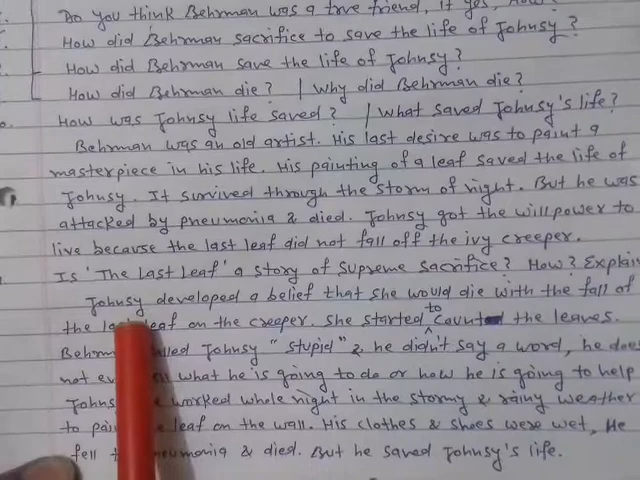 Do you think Behrman was a true friend, if yes, How?
How did Behrman sacrifice to save the life of Johnsy?
How did Behrman save the life of Johnsy?
How did Behrman die? | Why did Behrman die?
How was Johnsy life saved? | What saved Johnsy's life?
Behrman was an old artist. His last desire was to paint a
masterpiece in his life. His painting of a leaf saved the life of
Johnsy. It survived through the storm of night. But he was
attacked by pneumonia & died. Johnsy got the willpower to
live because the last leaf did not fall off the ivy creeper.
Is 'The Last Leaf' a story of supreme sacrifice? How? Explain
Johnsy developed a belief that she would die with the fall of
the last leaf on the creeper. She started to count the leaves.
Johnsy "stupid" & he didn't say a word, he does
not what he is going to do or how he is going to help
worked whole night in the stormy & rainy weather
to leaf on the wall. His clothes & shoes were wet, He
fell pneumonia & died. But he saved Johnsy's life.